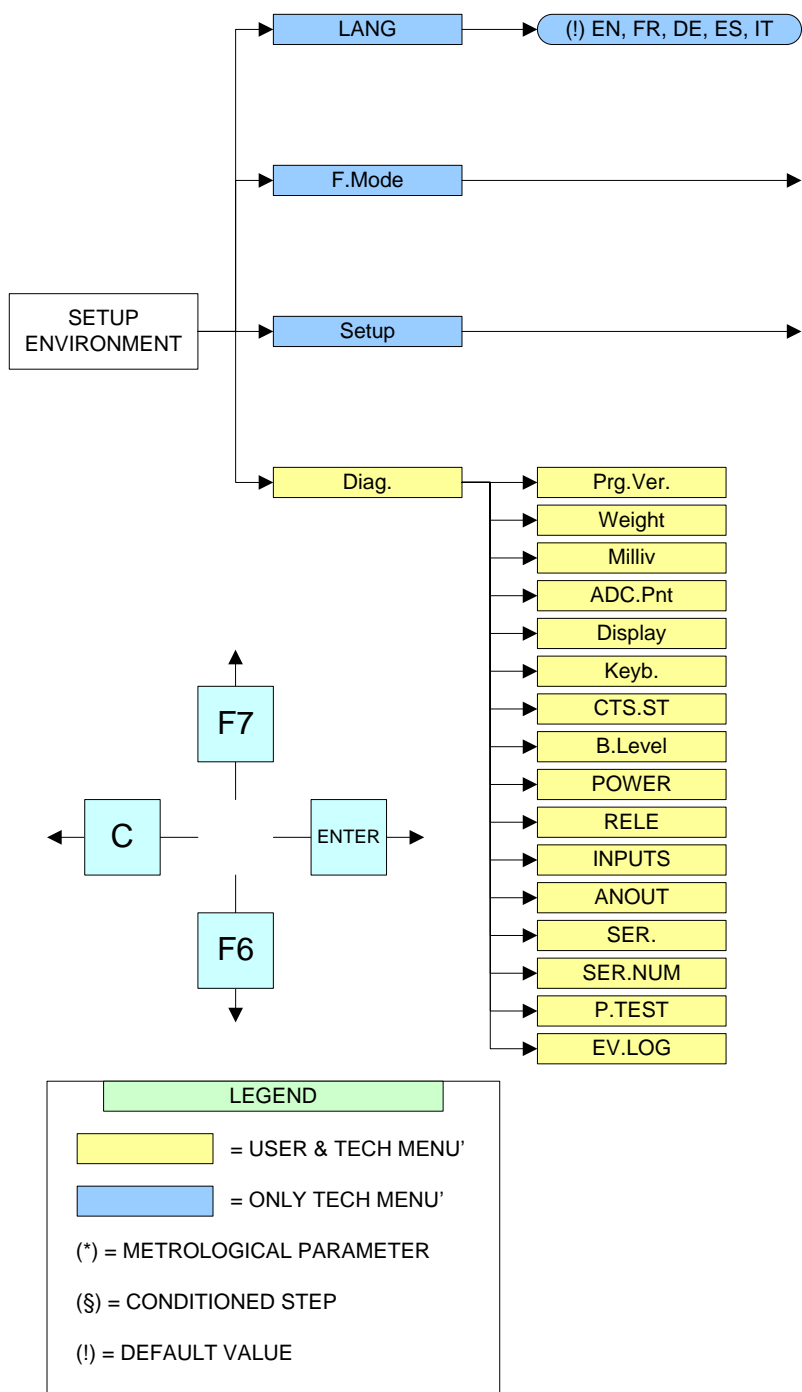 LANG
(!) EN, FR, DE, ES, IT
F.Mode
SETUP
ENVIRONMENT
Setup
Diag.
Prg.Ver.
Weight
Milliv
ADC.Pnt
Display
Keyb.
CTS.ST
B.Level
POWER
RELE
INPUTS
ANOUT
SER.
SER.NUM
P.TEST
EV.LOG
F7
C
ENTER
F6
LEGEND
= USER & TECH MENU’
= ONLY TECH MENU’
(*) = METROLOGICAL PARAMETER
(§) = CONDITIONED STEP
(!) = DEFAULT VALUE